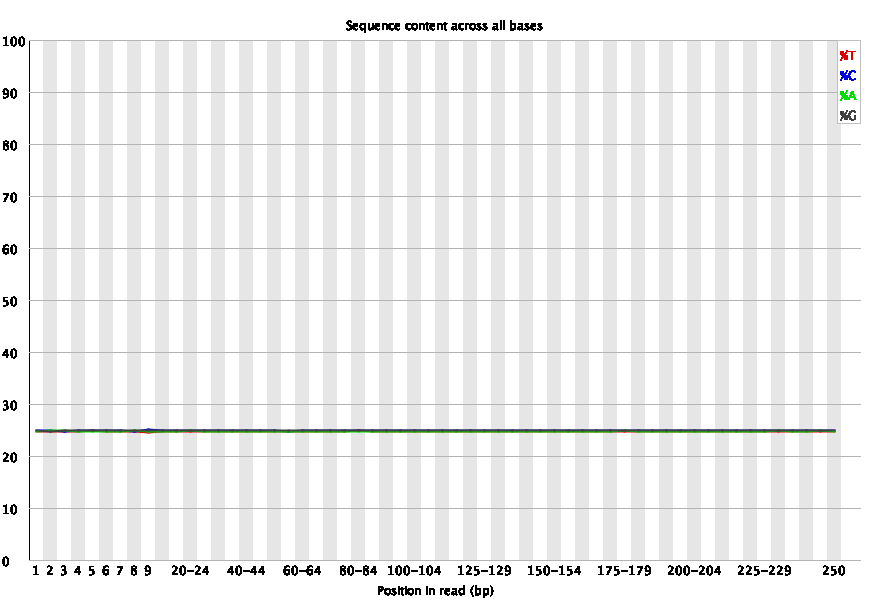 Sequence content across all bases
100
90
80
70
60
50
40
30
20
10
0
%T
%C
%A
%G
1 2 3 4 5 6 7 8 9 20-24 40-44 60-64 80-84 100-104 125-129 150-154 175-179 200-204 225-229 250
Position in read (bp)